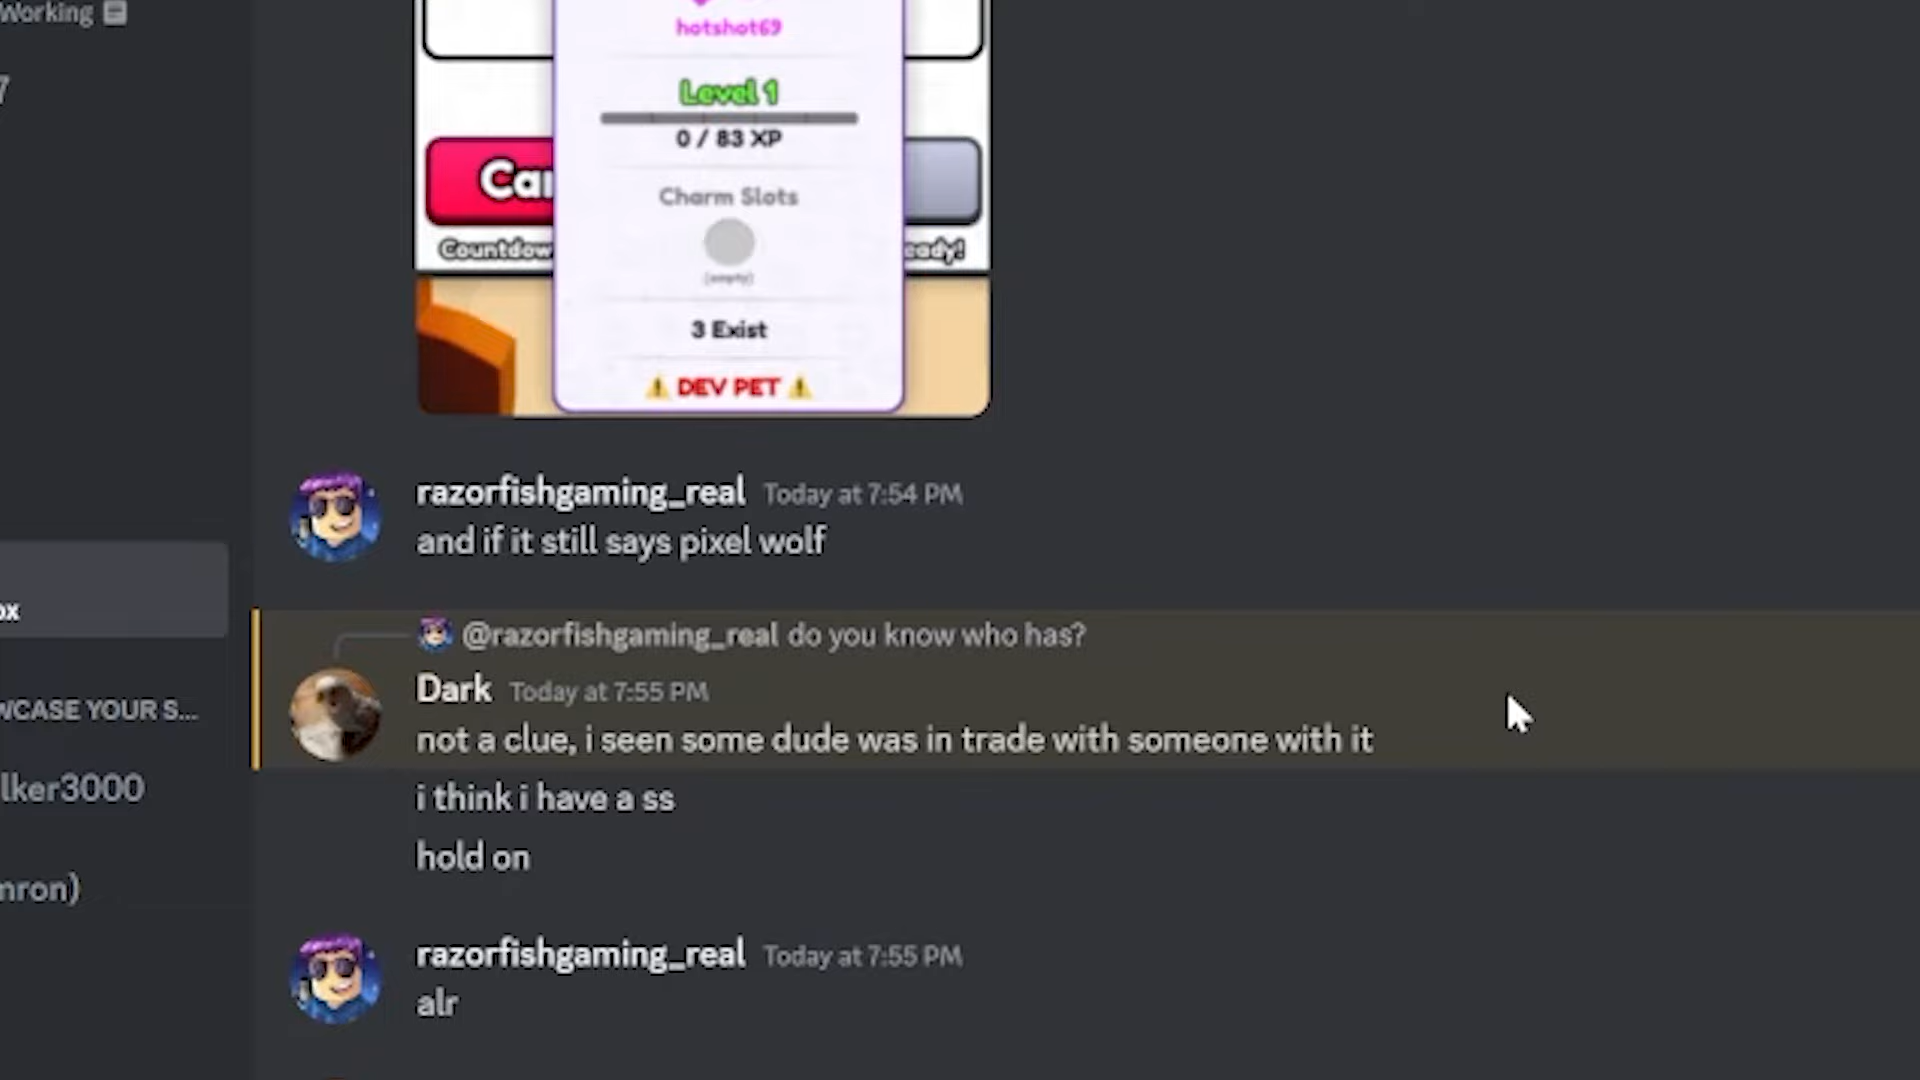 Working
hotshot69
Level 1
0 / 83 XP
Charm Slots
Countdow
eady!
(empty)
3 Exist
⚠ DEV PET ⚠
razorfishgaming_real Today at 7:54 PM
and if it still says pixel wolf
ox
@razorfishgaming_real do you know who has?
Dark Today at 7:55 PM
WCASE YOUR S...
not a clue, i seen some dude was in trade with someone with it
lker3000
i think i have a ss
hold on
mron)
razorfishgaming_real Today at 7:55 PM
alr